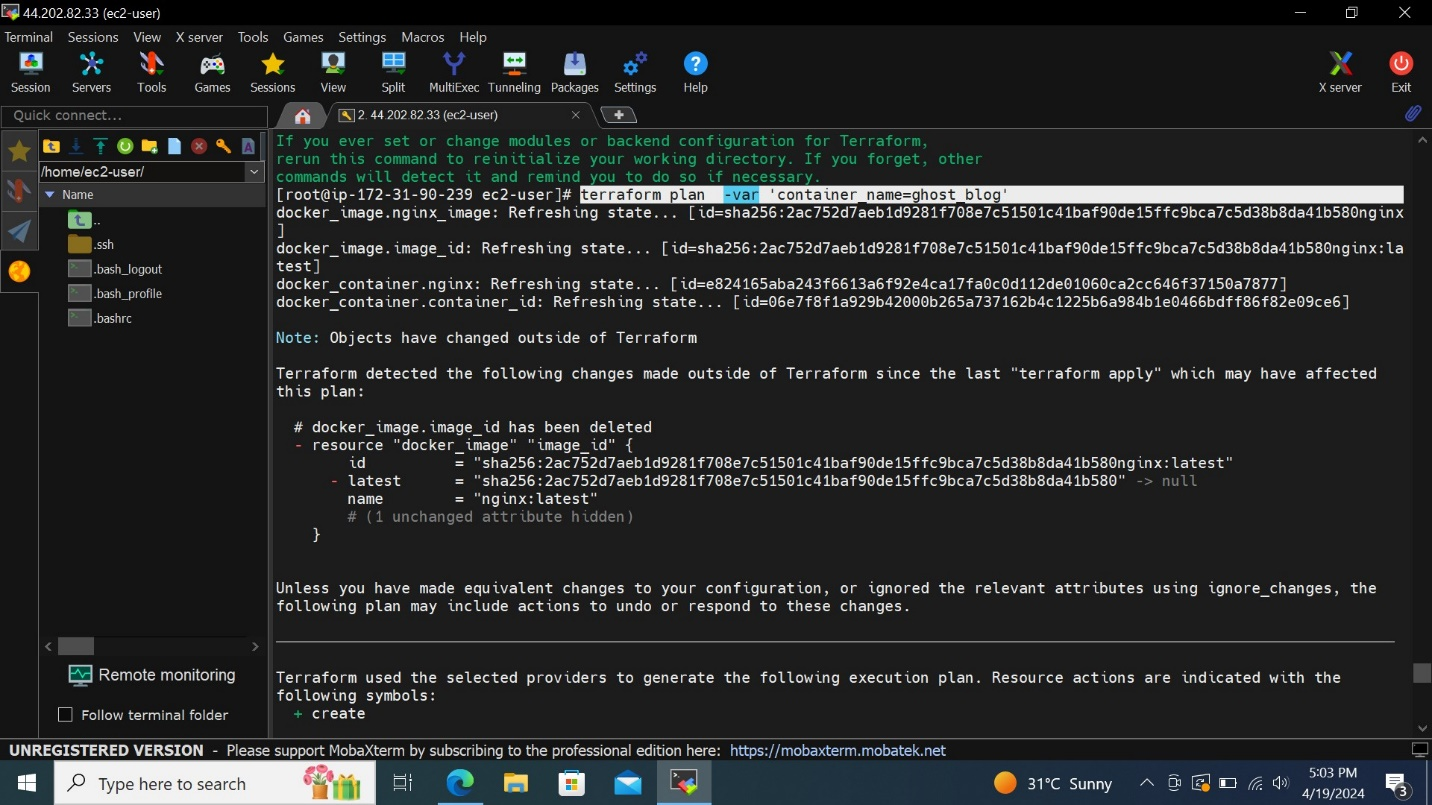 44.202.82.33 (ec2-user)
Terminal Sessions View X server Tools Games Settings Macros Help
Session Servers Tools Games Sessions View Split MultiExec Tunneling Packages Settings Help X server Exit
Quick connect...
2. 44.202.82.33 (ec2-user)
/home/ec2-user/
Name
..
.ssh
.bash_logout
.bash_profile
.bashrc
Remote monitoring
Follow terminal folder
If you ever set or change modules or backend configuration for Terraform,
rerun this command to reinitialize your working directory. If you forget, other
commands will detect it and remind you to do so if necessary.
[root@ip-172-31-90-239 ec2-user]# terraform plan  -var 'container_name=ghost_blog'
docker_image.nginx_image: Refreshing state... [id=sha256:2ac752d7aeb1d9281f708e7c51501c41baf90de15ffc9bca7c5d38b8da41b580nginx
]
docker_image.image_id: Refreshing state... [id=sha256:2ac752d7aeb1d9281f708e7c51501c41baf90de15ffc9bca7c5d38b8da41b580nginx:la
test]
docker_container.nginx: Refreshing state... [id=e824165aba243f6613a6f92e4ca17fa0c0d112de01060ca2cc646f37150a7877]
docker_container.container_id: Refreshing state... [id=06e7f8f1a929b42000b265a737162b4c1225b6a984b1e0466bdff86f82e09ce6]
Note: Objects have changed outside of Terraform
Terraform detected the following changes made outside of Terraform since the last "terraform apply" which may have affected
this plan:
# docker_image.image_id has been deleted
- resource "docker_image" "image_id" {
id = "sha256:2ac752d7aeb1d9281f708e7c51501c41baf90de15ffc9bca7c5d38b8da41b580nginx:latest"
- latest = "sha256:2ac752d7aeb1d9281f708e7c51501c41baf90de15ffc9bca7c5d38b8da41b580" -> null
name = "nginx:latest"
# (1 unchanged attribute hidden)
}
Unless you have made equivalent changes to your configuration, or ignored the relevant attributes using ignore_changes, the
following plan may include actions to undo or respond to these changes.
Terraform used the selected providers to generate the following execution plan. Resource actions are indicated with the
following symbols:
+ create
UNREGISTERED VERSION - Please support MobaXterm by subscribing to the professional edition here: https://mobaxterm.mobatek.net
Type here to search
31°C Sunny
5:03 PM
4/19/2024
3